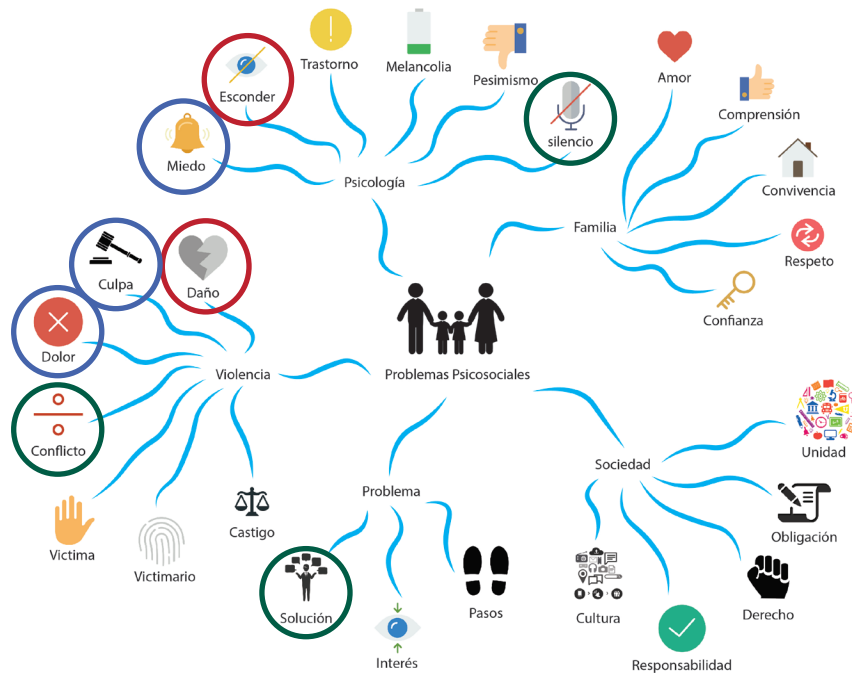 Trastorno
Melancolia
Pesimismo
Amor
Esconder
Comprensión
silencio
Miedo
Psicología
Convivencia
Familia
Respeto
Culpa
Daño
Confianza
Dolor
Violencia
Problemas Psicosociales
Conflicto
Unidad
Sociedad
Problema
Castigo
Obligación
Victima
Victimario
Solución
Pasos
Cultura
Derecho
Interés
Responsabilidad